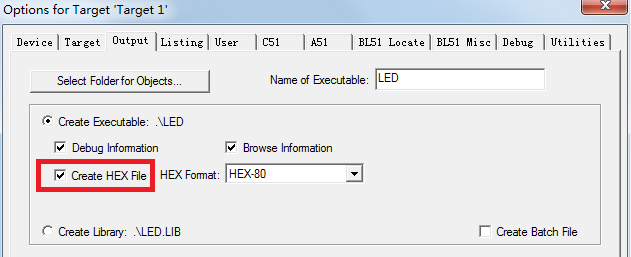 Options for Target 'Target 1'
Device Target Output Listing User C51 A51 BL51 Locate BL51 Misc Debug Utilities
Select Folder for Objects... Name of Executable: LED
Create Executable: .\LED
Debug Information Browse Information
Create HEX File HEX Format: HEX-80
Create Library: .\LED.LIB Create Batch File